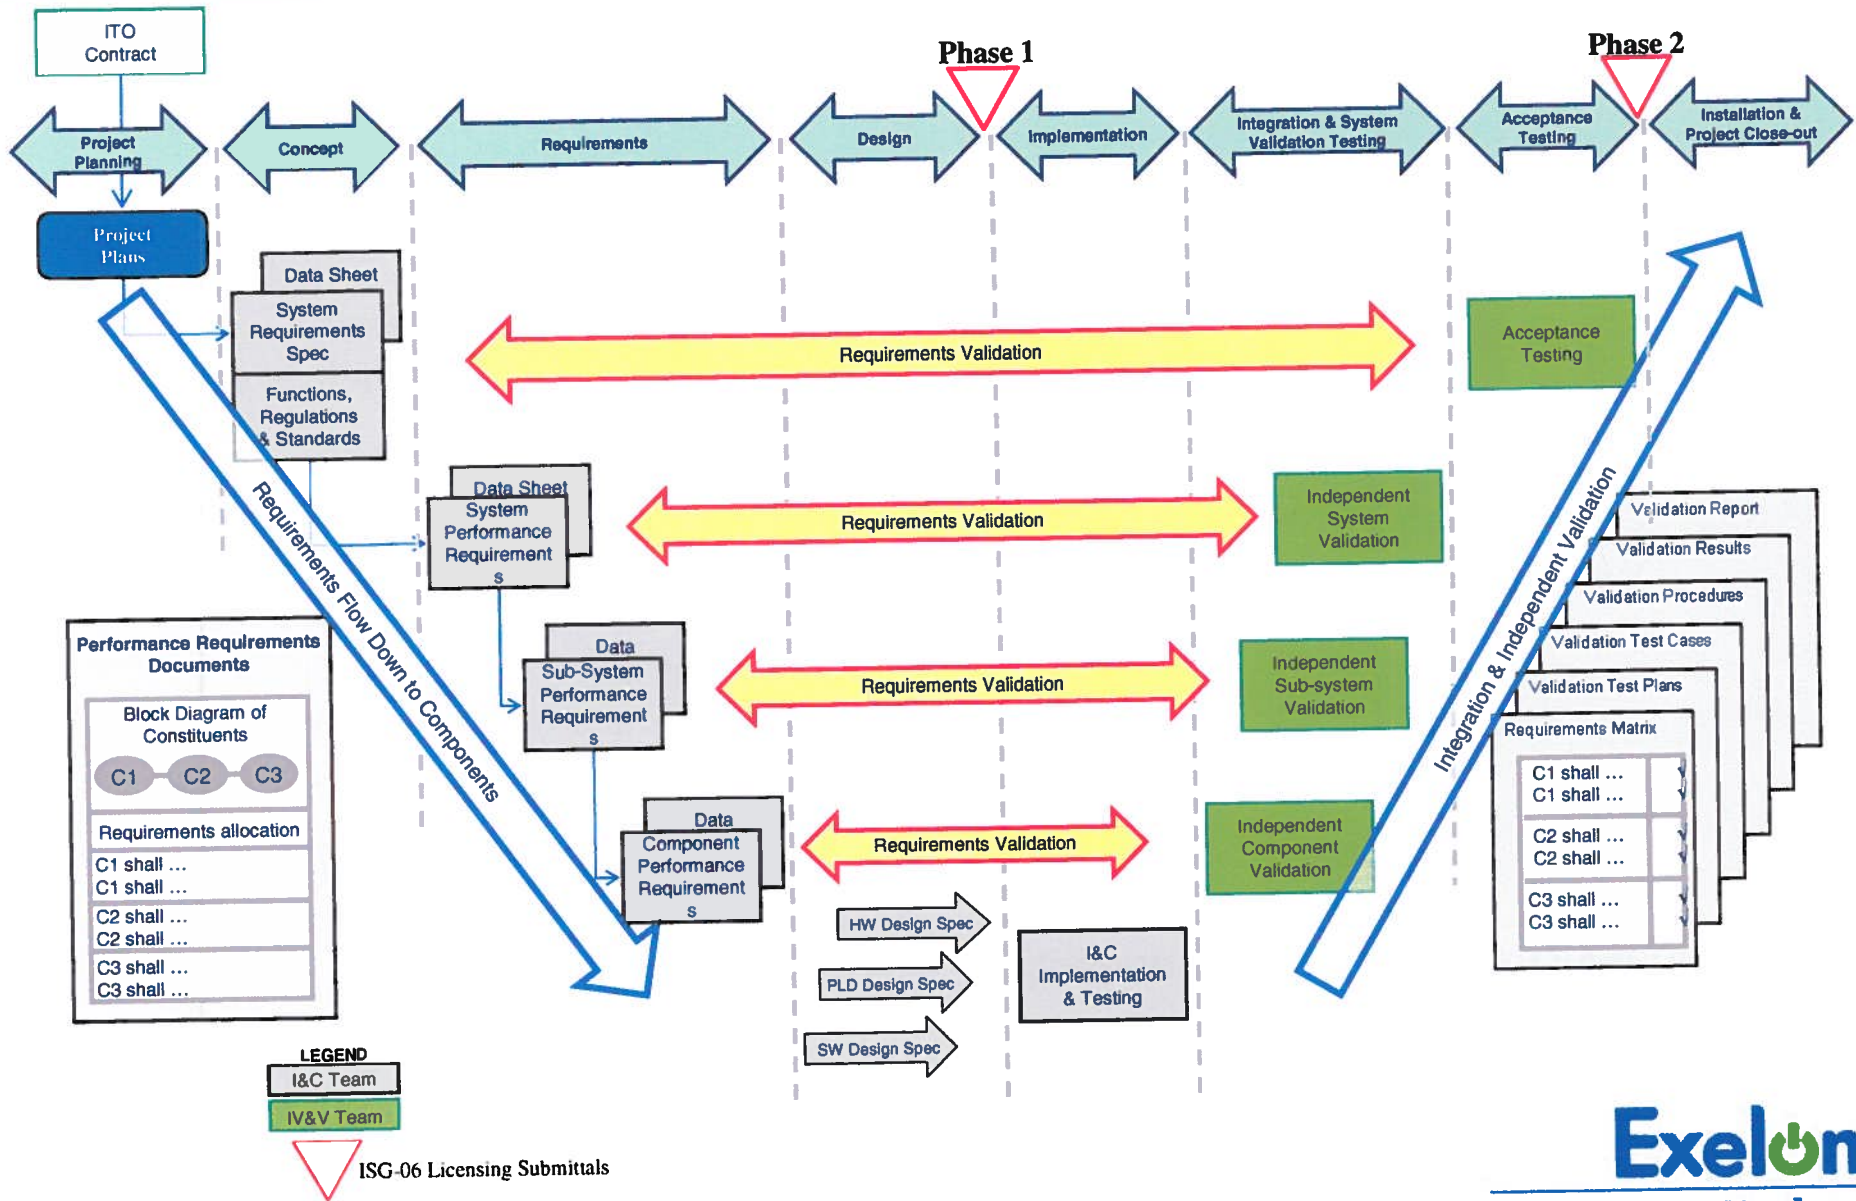 ITO
Contract
Phase 1
Phase 2
Project
Planning
Concept
Requirements
Design
Implementation
Integration & System
Validation Testing
Acceptance
Testing
Installation &
Project Close-out
Project
Plans
Data Sheet
System
Requirements
Spec
Functions,
Regulations
& Standards
Requirements Validation
Acceptance
Testing
Data Sheet
System
Performance
Requirement
s
Requirements Validation
Independent
System
Validation
Requirements Flow Down to Components
Integration & Independent Validation
Data
Sub-System
Performance
Requirement
s
Requirements Validation
Independent
Sub-system
Validation
Data
Component
Performance
Requirement
s
Requirements Validation
Independent
Component
Validation
Performance Requirements
Documents
Block Diagram of
Constituents
C1 C2 C3
Requirements allocation
C1 shall ...
C1 shall ...
C2 shall ...
C2 shall ...
C3 shall ...
C3 shall ...
HW Design Spec
PLD Design Spec
SW Design Spec
I&C
Implementation
& Testing
Validation Report
Validation Results
Validation Procedures
Validation Test Cases
Validation Test Plans
Requirements Matrix
C1 shall ...
C1 shall ...
C2 shall ...
C2 shall ...
C3 shall ...
C3 shall ...
LEGEND
I&C Team
IV&V Team
ISG-06 Licensing Submittals
Exelon